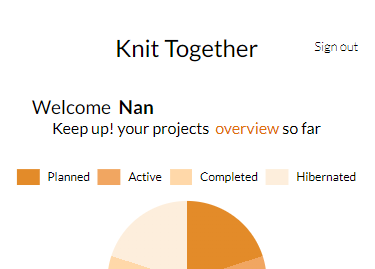 Knit Together
Sign out
Welcome Nan
Keep up! your projects overview so far
Planned Active Completed Hibernated